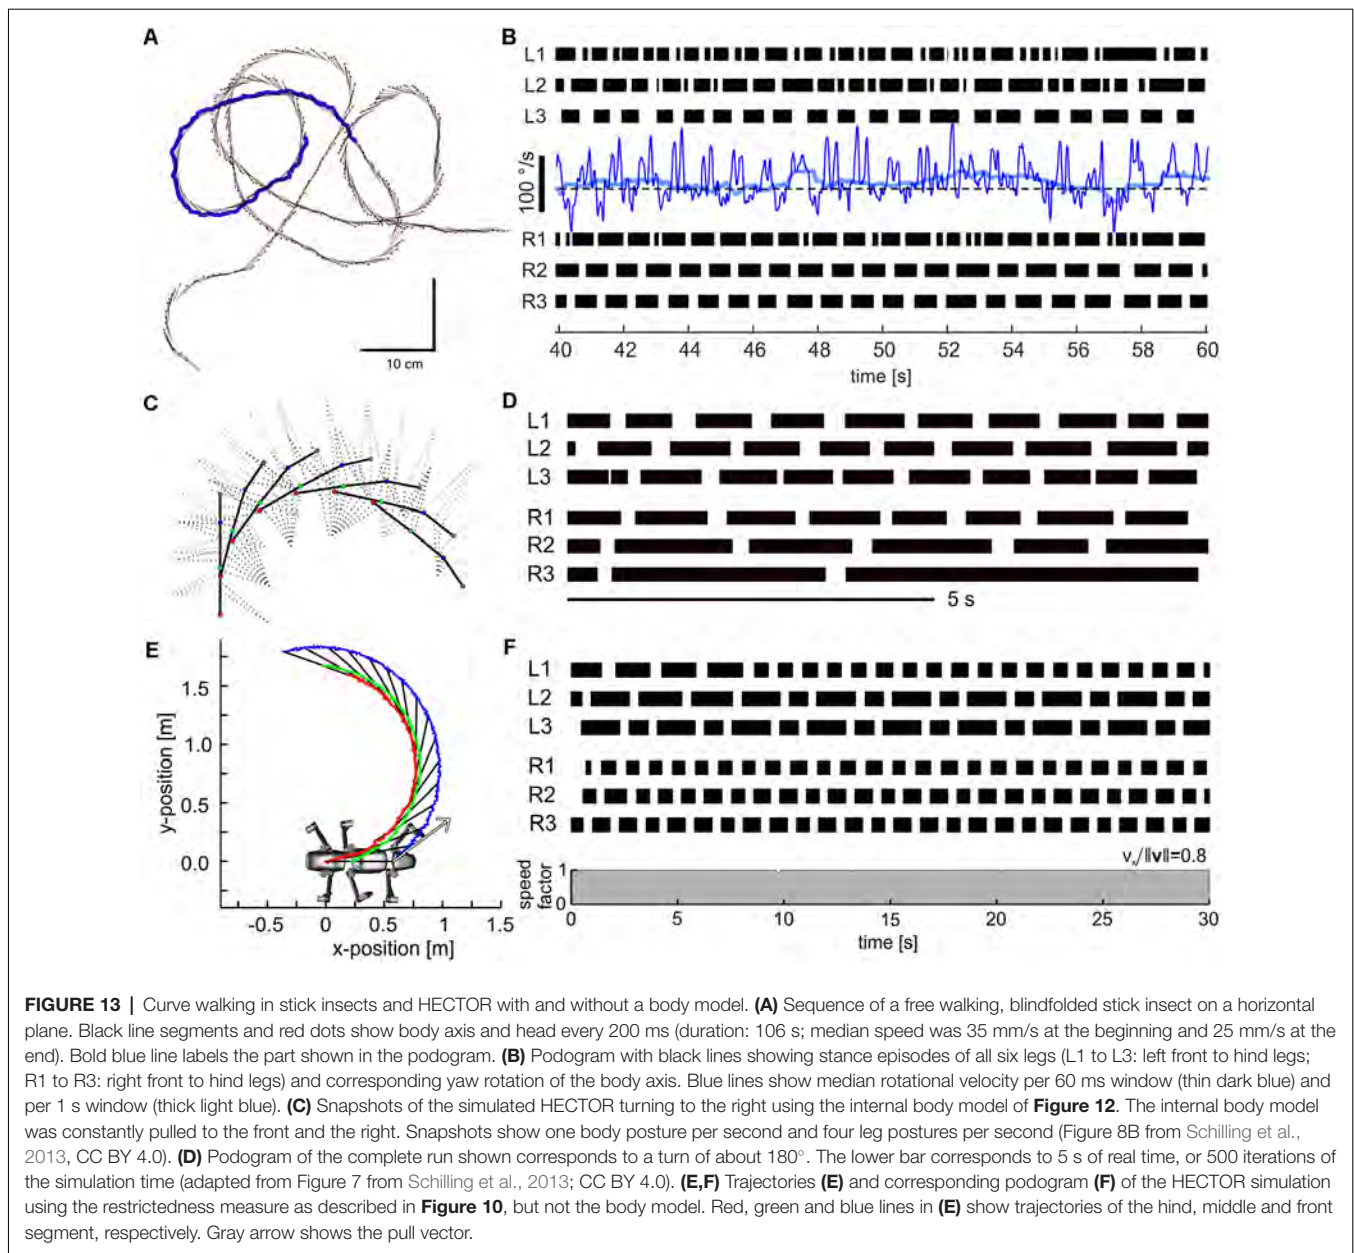 A
10 cm
B
L1
L2
L3
100 °/s
R1
R2
R3
40 42 44 46 48 50 52 54 56 58 60
time [s]
C
D
L1
L2
L3
R1
R2
R3
5 s
E
y-position [m]
1.5
1.0
0.5
0.0
-0.5 0 0.5 1.0 1.5
x-position [m]
F
L1
L2
L3
R1
R2
R3
vₓ/||v||=0.8
speed
factor
1
0
0 5 10 15 20 25 30
time [s]
FIGURE 13 | Curve walking in stick insects and HECTOR with and without a body model. (A) Sequence of a free walking, blindfolded stick insect on a horizontal
plane. Black line segments and red dots show body axis and head every 200 ms (duration: 106 s; median speed was 35 mm/s at the beginning and 25 mm/s at the
end). Bold blue line labels the part shown in the podogram. (B) Podogram with black lines showing stance episodes of all six legs (L1 to L3: left front to hind legs;
R1 to R3: right front to hind legs) and corresponding yaw rotation of the body axis. Blue lines show median rotational velocity per 60 ms window (thin dark blue) and
per 1 s window (thick light blue). (C) Snapshots of the simulated HECTOR turning to the right using the internal body model of Figure 12. The internal body model
was constantly pulled to the front and the right. Snapshots show one body posture per second and four leg postures per second (Figure 8B from Schilling et al.,
2013, CC BY 4.0). (D) Podogram of the complete run shown corresponds to a turn of about 180°. The lower bar corresponds to 5 s of real time, or 500 iterations of
the simulation time (adapted from Figure 7 from Schilling et al., 2013; CC BY 4.0). (E,F) Trajectories (E) and corresponding podogram (F) of the HECTOR simulation
using the restrictedness measure as described in Figure 10, but not the body model. Red, green and blue lines in (E) show trajectories of the hind, middle and front
segment, respectively. Gray arrow shows the pull vector.